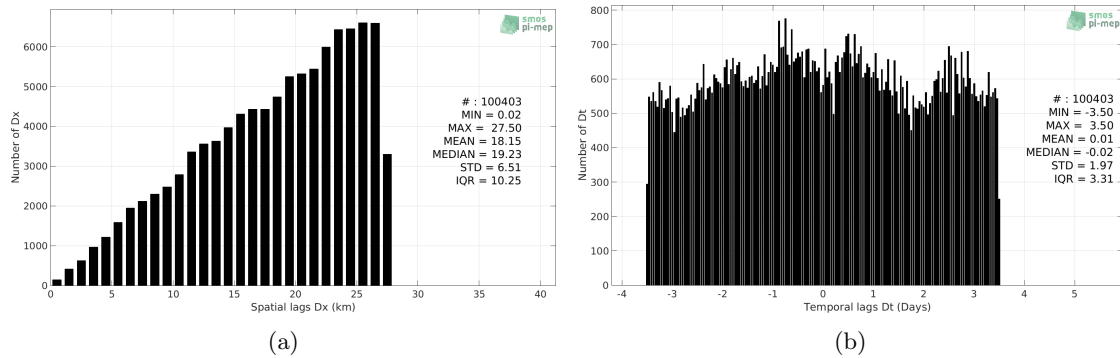 smos
pi-mep
Number of Dx
6000
5000
4000
3000
2000
1000
0
# : 100403
MIN = 0.02
MAX = 27.50
MEAN = 18.15
MEDIAN = 19.23
STD = 6.51
IQR = 10.25
0 5 10 15 20 25 30 35 40
Spatial lags Dx (km)
(a)
smos
pi-mep
Number of Dt
800
700
600
500
400
300
200
100
0
# : 100403
MIN = -3.50
MAX = 3.50
MEAN = 0.01
MEDIAN = -0.02
STD = 1.97
IQR = 3.31
-4 -3 -2 -1 0 1 2 3 4 5
Temporal lags Dt (Days)
(b)